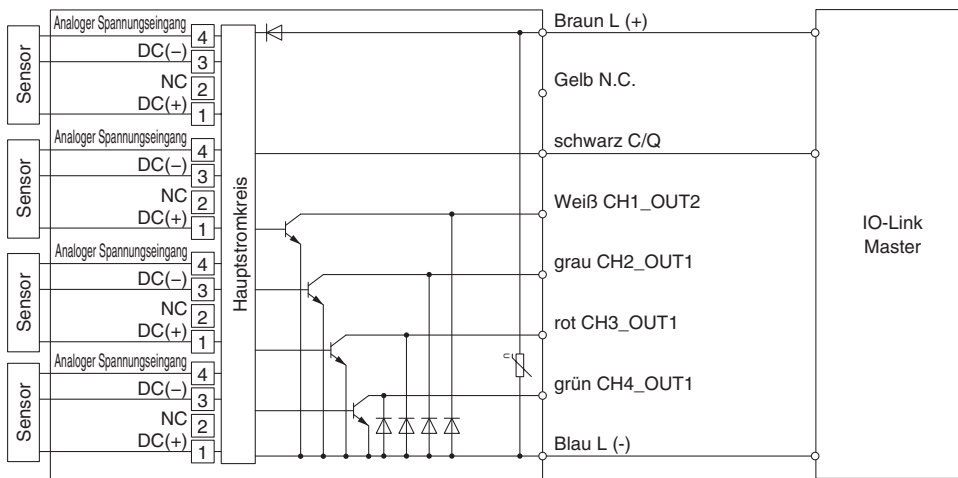 Sensor
Analoger Spannungseingang 4
DC(−) 3
NC 2
DC(+) 1
Sensor
Analoger Spannungseingang 4
DC(−) 3
NC 2
DC(+) 1
Sensor
Analoger Spannungseingang 4
DC(−) 3
NC 2
DC(+) 1
Sensor
Analoger Spannungseingang 4
DC(−) 3
NC 2
DC(+) 1
Hauptstromkreis
Braun L (+)
Gelb N.C.
schwarz C/Q
Weiß CH1_OUT2
grau CH2_OUT1
rot CH3_OUT1
grün CH4_OUT1
Blau L (-)
IO-Link
Master